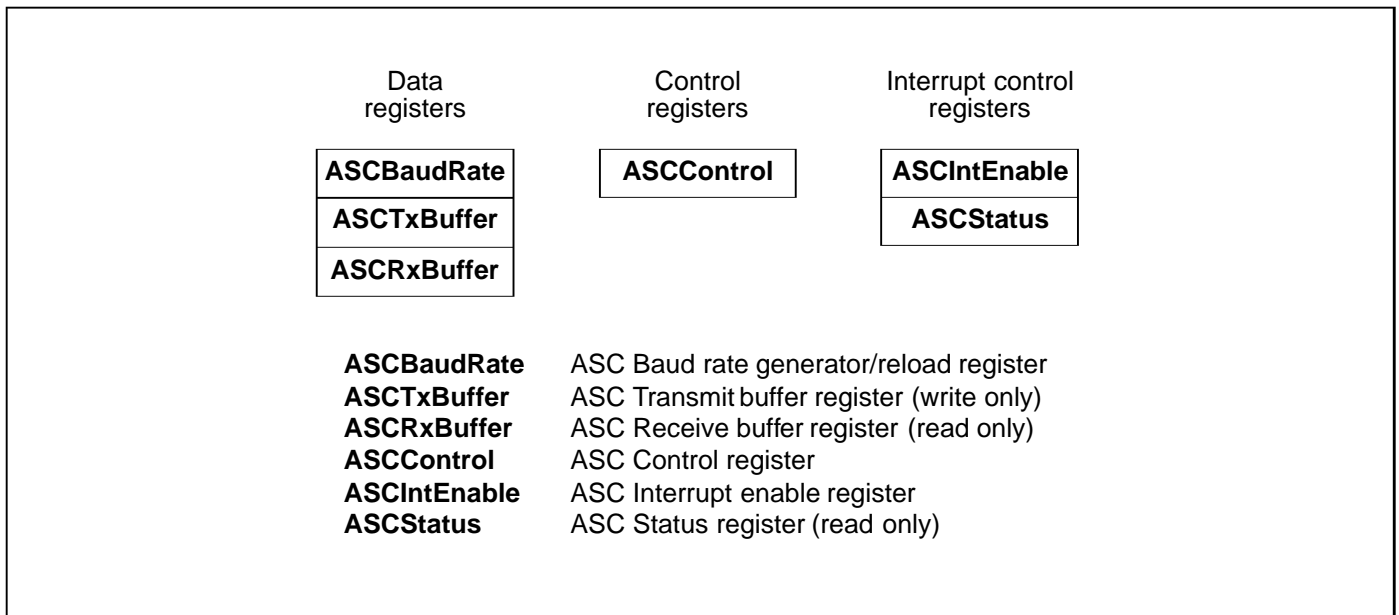 Data
registers
Control
registers
Interrupt control
registers
ASCBaudRate
ASCTxBuffer
ASCRxBuffer
ASCControl
ASCIntEnable
ASCStatus
ASCBaudRate ASC Baud rate generator/reload register
ASCTxBuffer ASC Transmit buffer register (write only)
ASCRxBuffer ASC Receive buffer register (read only)
ASCControl ASC Control register
ASCIntEnable ASC Interrupt enable register
ASCStatus ASC Status register (read only)